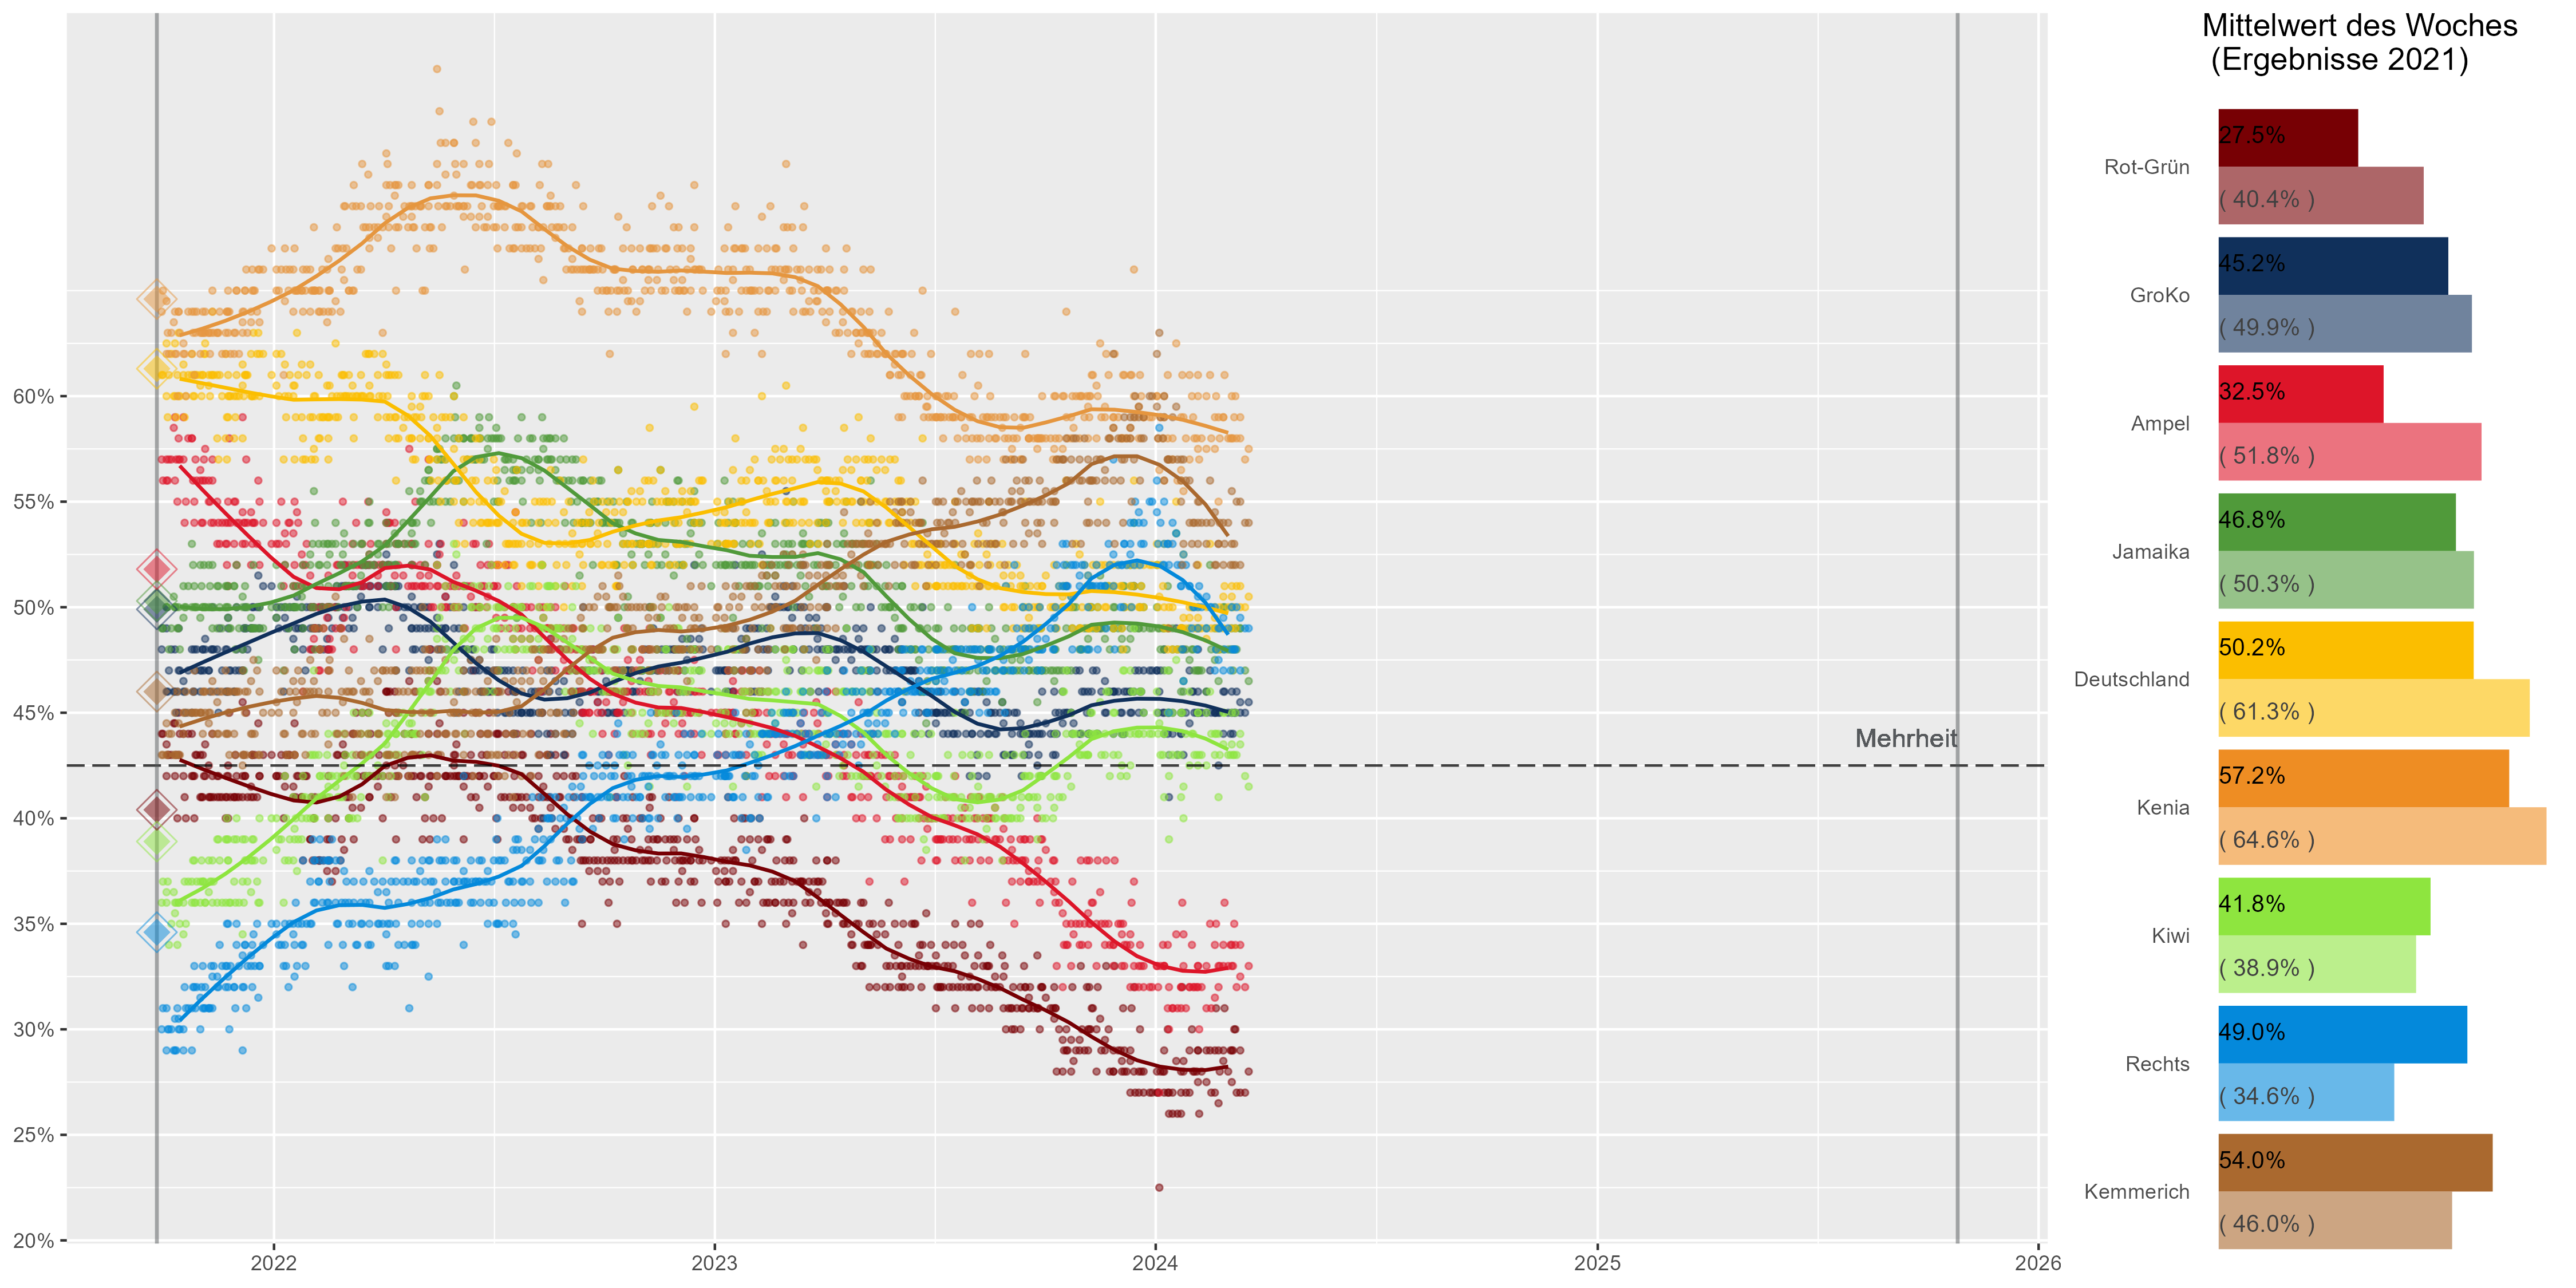 60%
55%
50%
45%
40%
35%
30%
25%
20%
2022
2023
2024
2025
2026
Mehrheit
Mittelwert des Woches
(Ergebnisse 2021)
Rot-Grün
27.5%
( 40.4% )
GroKo
45.2%
( 49.9% )
Ampel
32.5%
( 51.8% )
Jamaika
46.8%
( 50.3% )
Deutschland
50.2%
( 61.3% )
Kenia
57.2%
( 64.6% )
Kiwi
41.8%
( 38.9% )
Rechts
49.0%
( 34.6% )
Kemmerich
54.0%
( 46.0% )